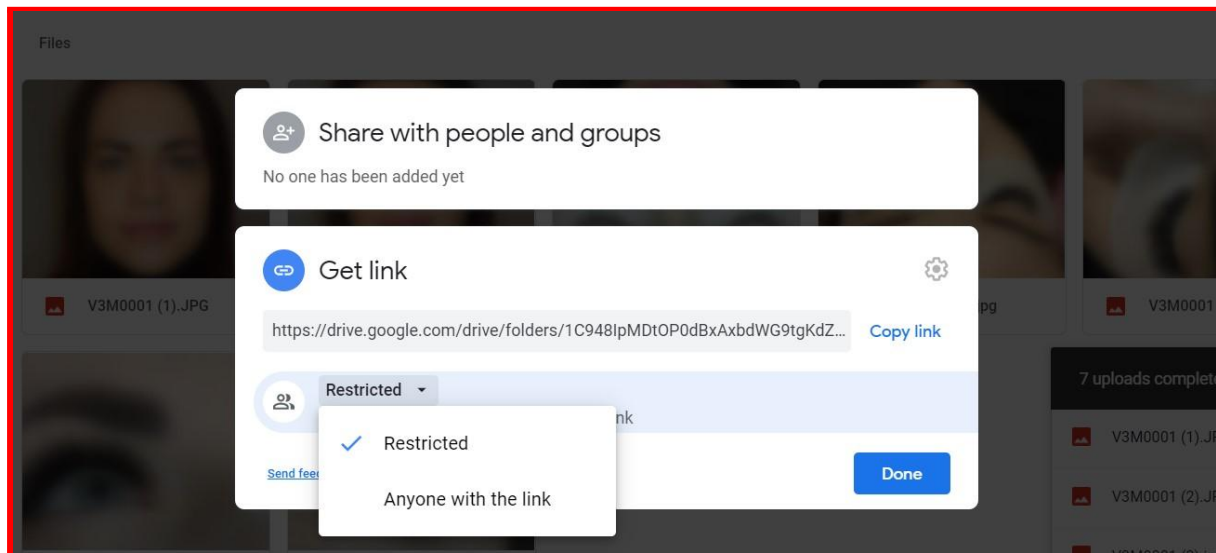 Files
Share with people and groups
No one has been added yet
Get link
https://drive.google.com/drive/folders/1C948IpMDtOP0dBxAxbdWG9tgKdZ...
Copy link
Restricted
nk
Restricted
Anyone with the link
Send feed
Done
V3M0001 (1).JPG
pg
V3M0001
7 uploads complete
V3M0001 (1).JP
V3M0001 (2).JP